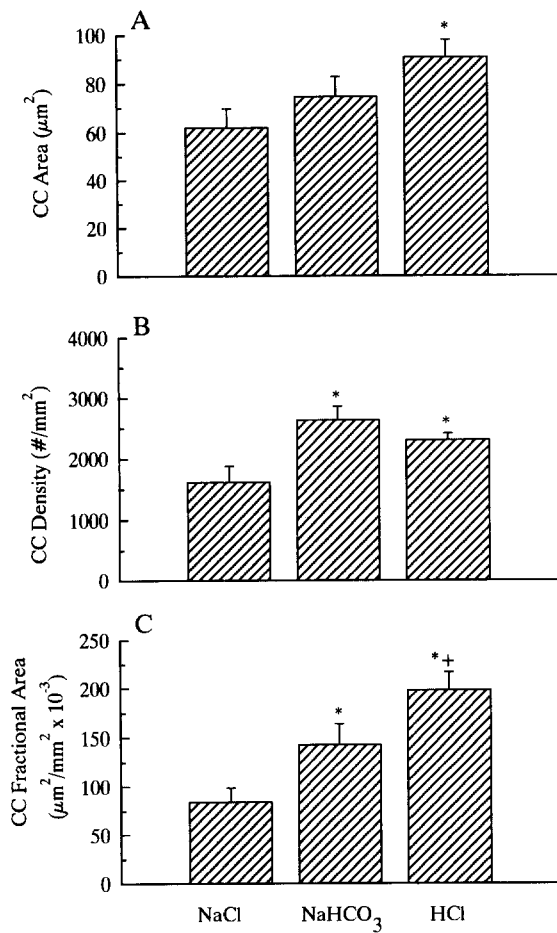 A
CC Area (μm²)
100
80
60
40
20
0
*
B
CC Density (#/mm²)
4000
3000
2000
1000
0
*
*
C
CC Fractional Area
(μm²/mm² x 10⁻³)
250
200
150
100
50
0
*
*+
NaCl
NaHCO₃
HCl